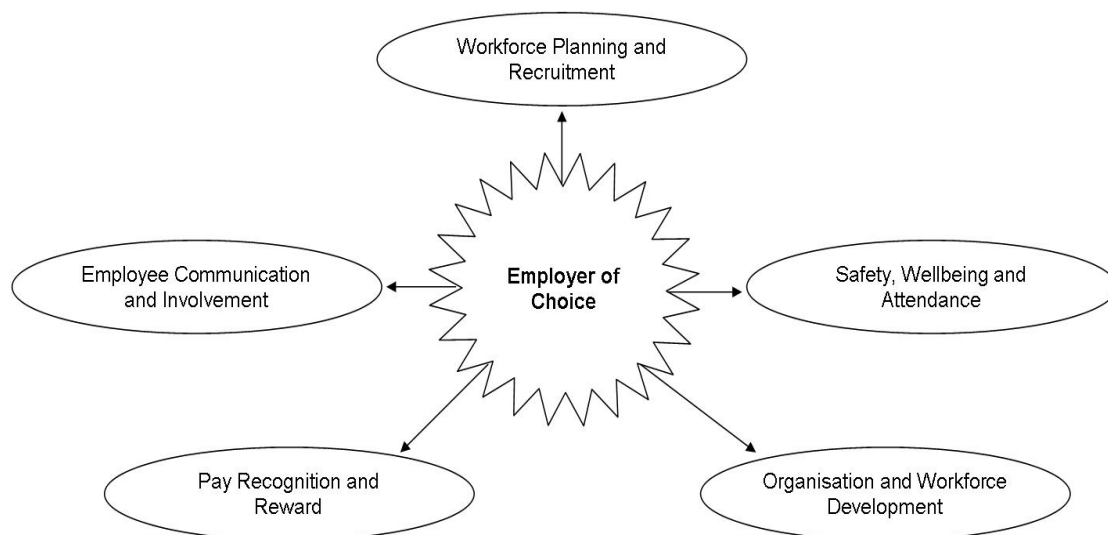 Workforce Planning and
Recruitment
Employee Communication
and Involvement
Employer of
Choice
Safety, Wellbeing and
Attendance
Pay Recognition and
Reward
Organisation and Workforce
Development